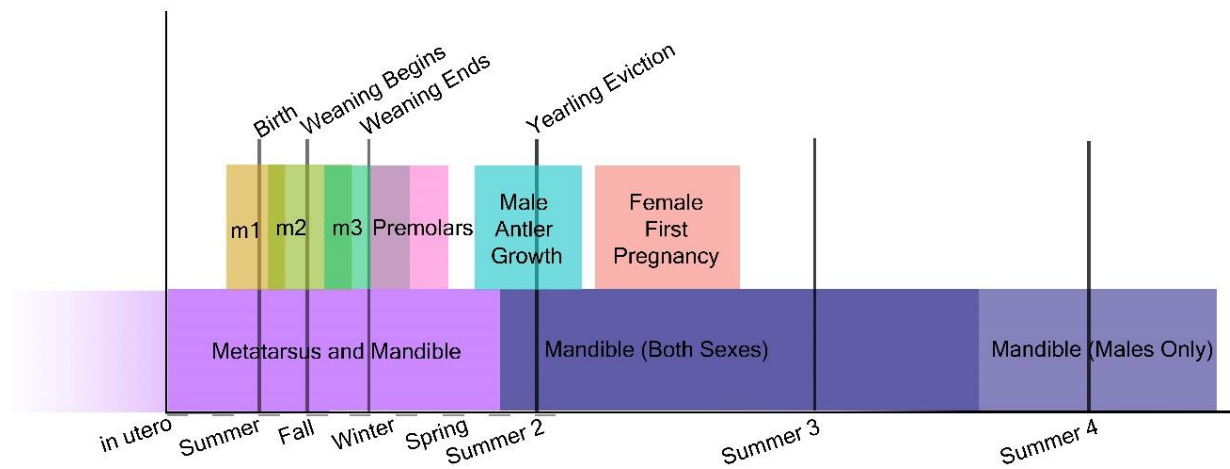 Birth
Weaning Begins
Weaning Ends
Yearling Eviction
m1
m2
m3
Premolars
Male
Antler
Growth
Female
First
Pregnancy
Metatarsus and Mandible
Mandible (Both Sexes)
Mandible (Males Only)
in utero
Summer
Fall
Winter
Spring
Summer 2
Summer 3
Summer 4